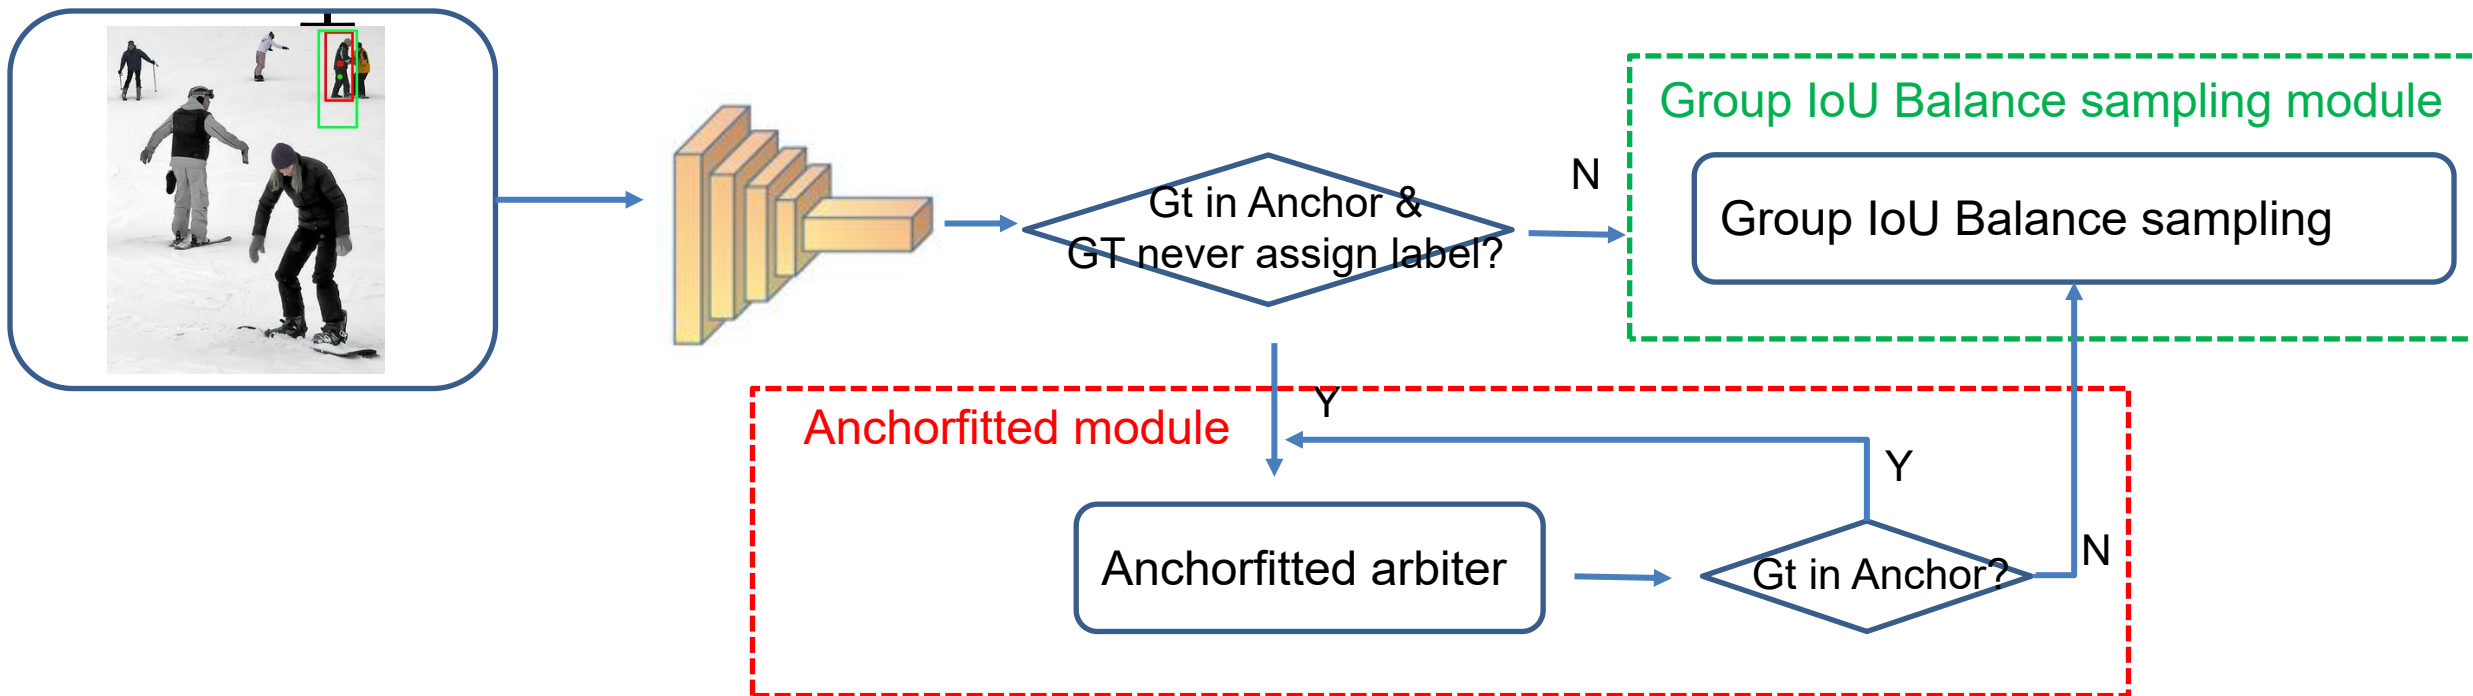 Group IoU Balance sampling module
N
Gt in Anchor &
GT never assign label?
Group IoU Balance sampling
Y
Anchorfitted module
Y
Anchorfitted arbiter
Gt in Anchor?
N